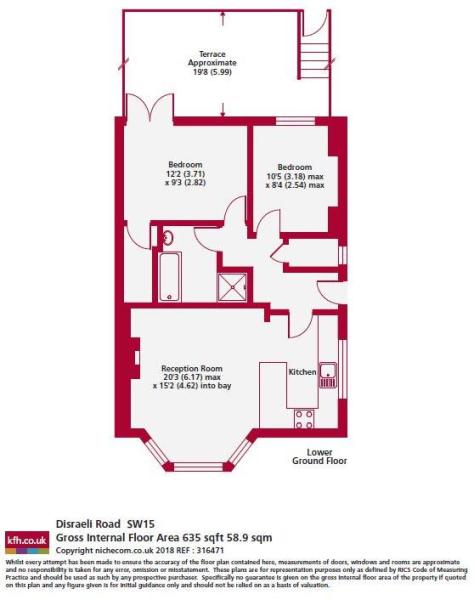 Terrace
Approximate
19'8 (5.99)
Bedroom
12'2 (3.71)
x 9'3 (2.82)
Bedroom
10'5 (3.18) max
x 8'4 (2.54) max
Reception Room
20'3 (6.17) max
x 15'2 (4.62) into bay
Kitchen
Lower
Ground Floor
Disraeli Road SW15
kfh.co.uk
Gross Internal Floor Area 635 sqft 58.9 sqm
Copyright nichecom.co.uk 2018 REF : 316471
Whilst every attempt has been made to ensure the accuracy of the floor plan contained here, measurements of doors, windows and rooms are approximate
and no responsibility is taken for any error, omission or misstatement. These plans are for representation purposes only as defined by RICS Code of Measuring
Practice and should be used as such by any prospective purchaser. Specifically no guarantee is given on the gross internal floor area of the property if quoted
on this plan and any figure given is for initial guidance only and should not be relied on as a basis of valuation.